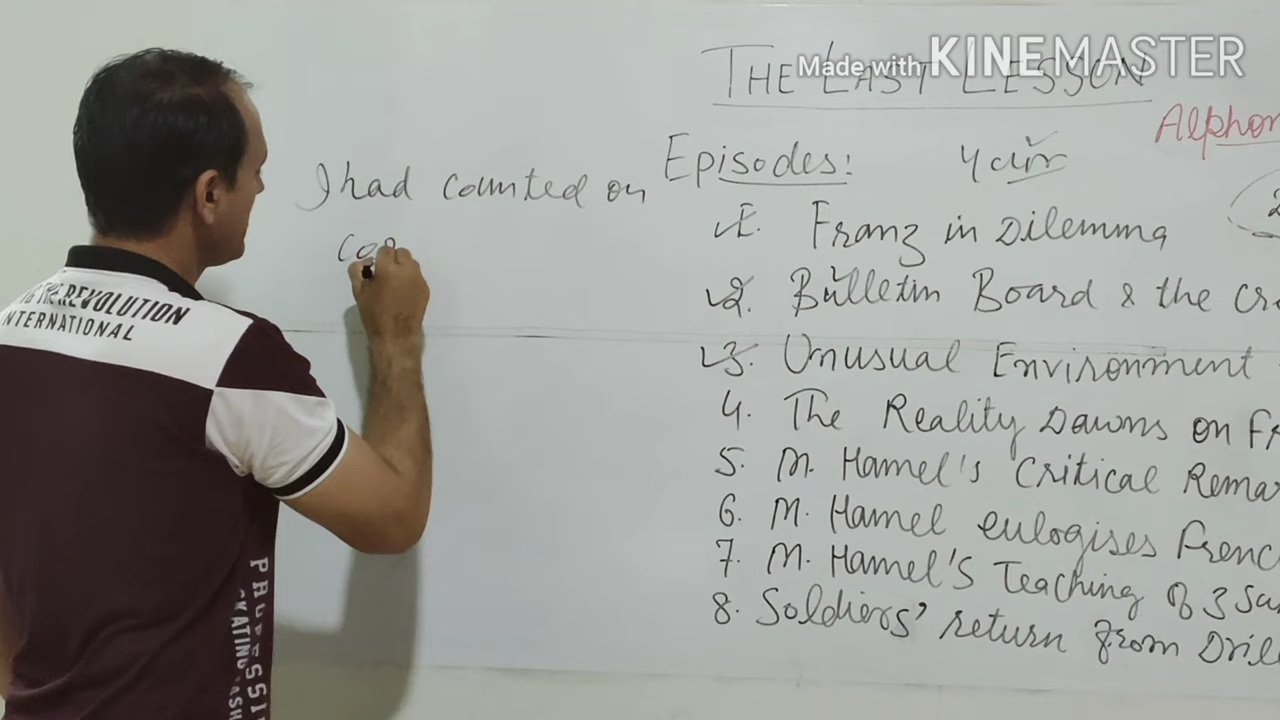 Made with KINEMASTER
THE LAST LESSON
Alphon
Episodes:
I had counted on
1. Franz in Dilemma
2. Bulletin Board & the Cr
3. Unusual Environment
4. The Reality Dawns on Fr
5. M. Hamel's Critical Remar
6. M. Hamel eulogises Frenc
7. M. Hamel's Teaching of 3 Su
8. Soldiers' return from Drill
G THE REVOLUTION
INTERNATIONAL